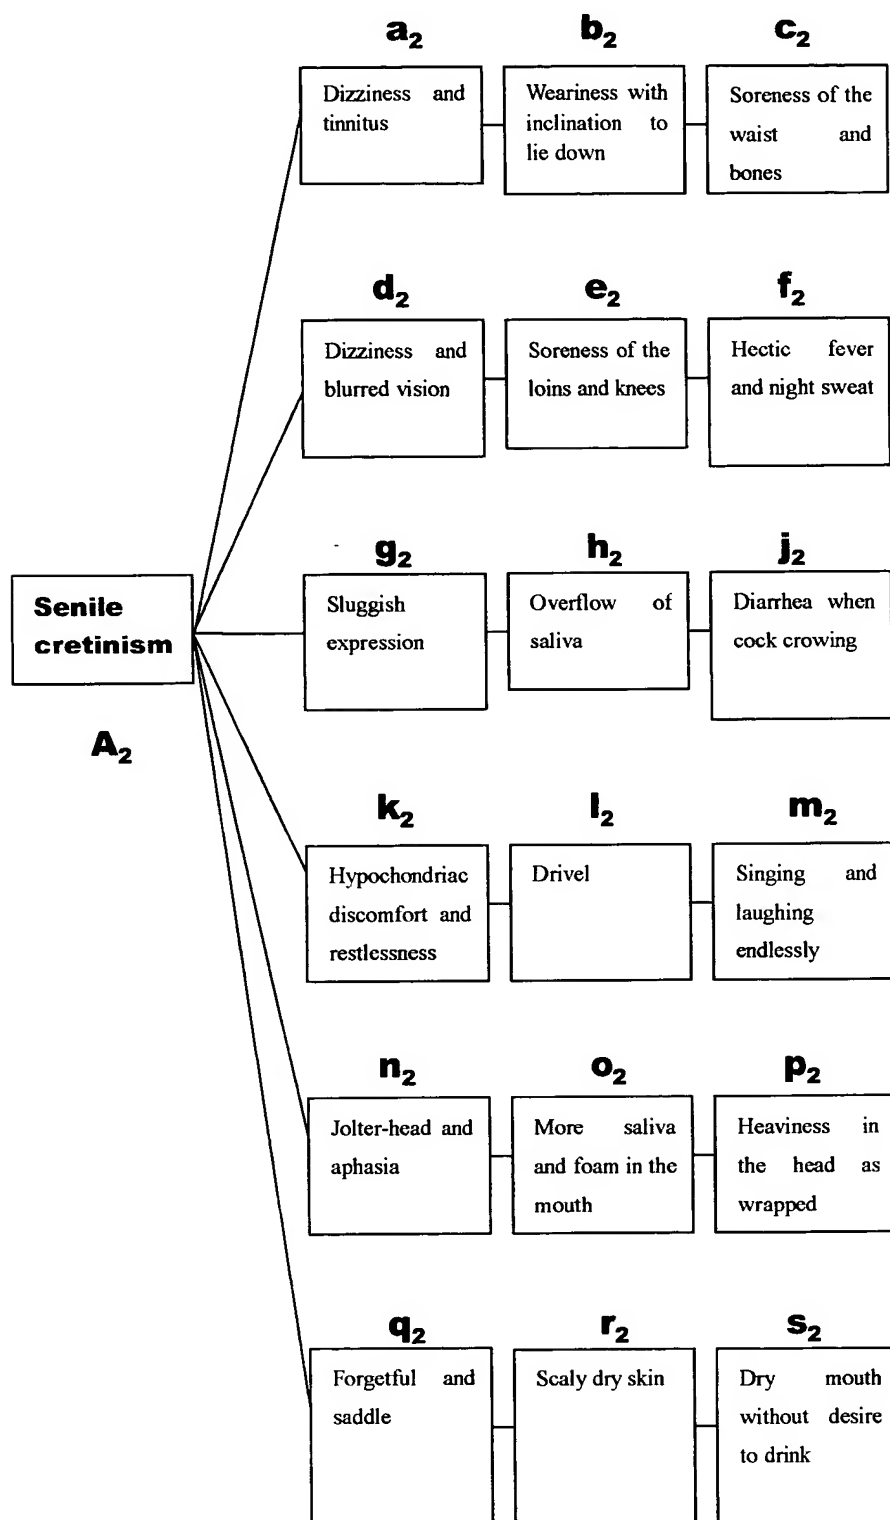 a₂ b₂ c₂
Dizziness and
tinnitus
Weariness with
inclination to
lie down
Soreness of the
waist and
bones
d₂ e₂ f₂
Dizziness and
blurred vision
Soreness of the
loins and knees
Hectic fever
and night sweat
g₂ h₂ j₂
Senile
cretinism
A₂
Sluggish
expression
Overflow of
saliva
Diarrhea when
cock crowing
k₂ l₂ m₂
Hypochondriac
discomfort and
restlessness
Drivel
Singing and
laughing
endlessly
n₂ o₂ p₂
Jolter-head and
aphasia
More saliva
and foam in the
mouth
Heaviness in
the head as
wrapped
q₂ r₂ s₂
Forgetful and
saddle
Scaly dry skin
Dry mouth
without desire
to drink